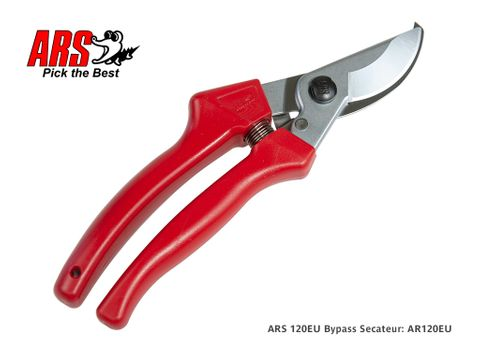 ARS
Pick the Best
ARS 120EU Bypass Secateur: AR120EU